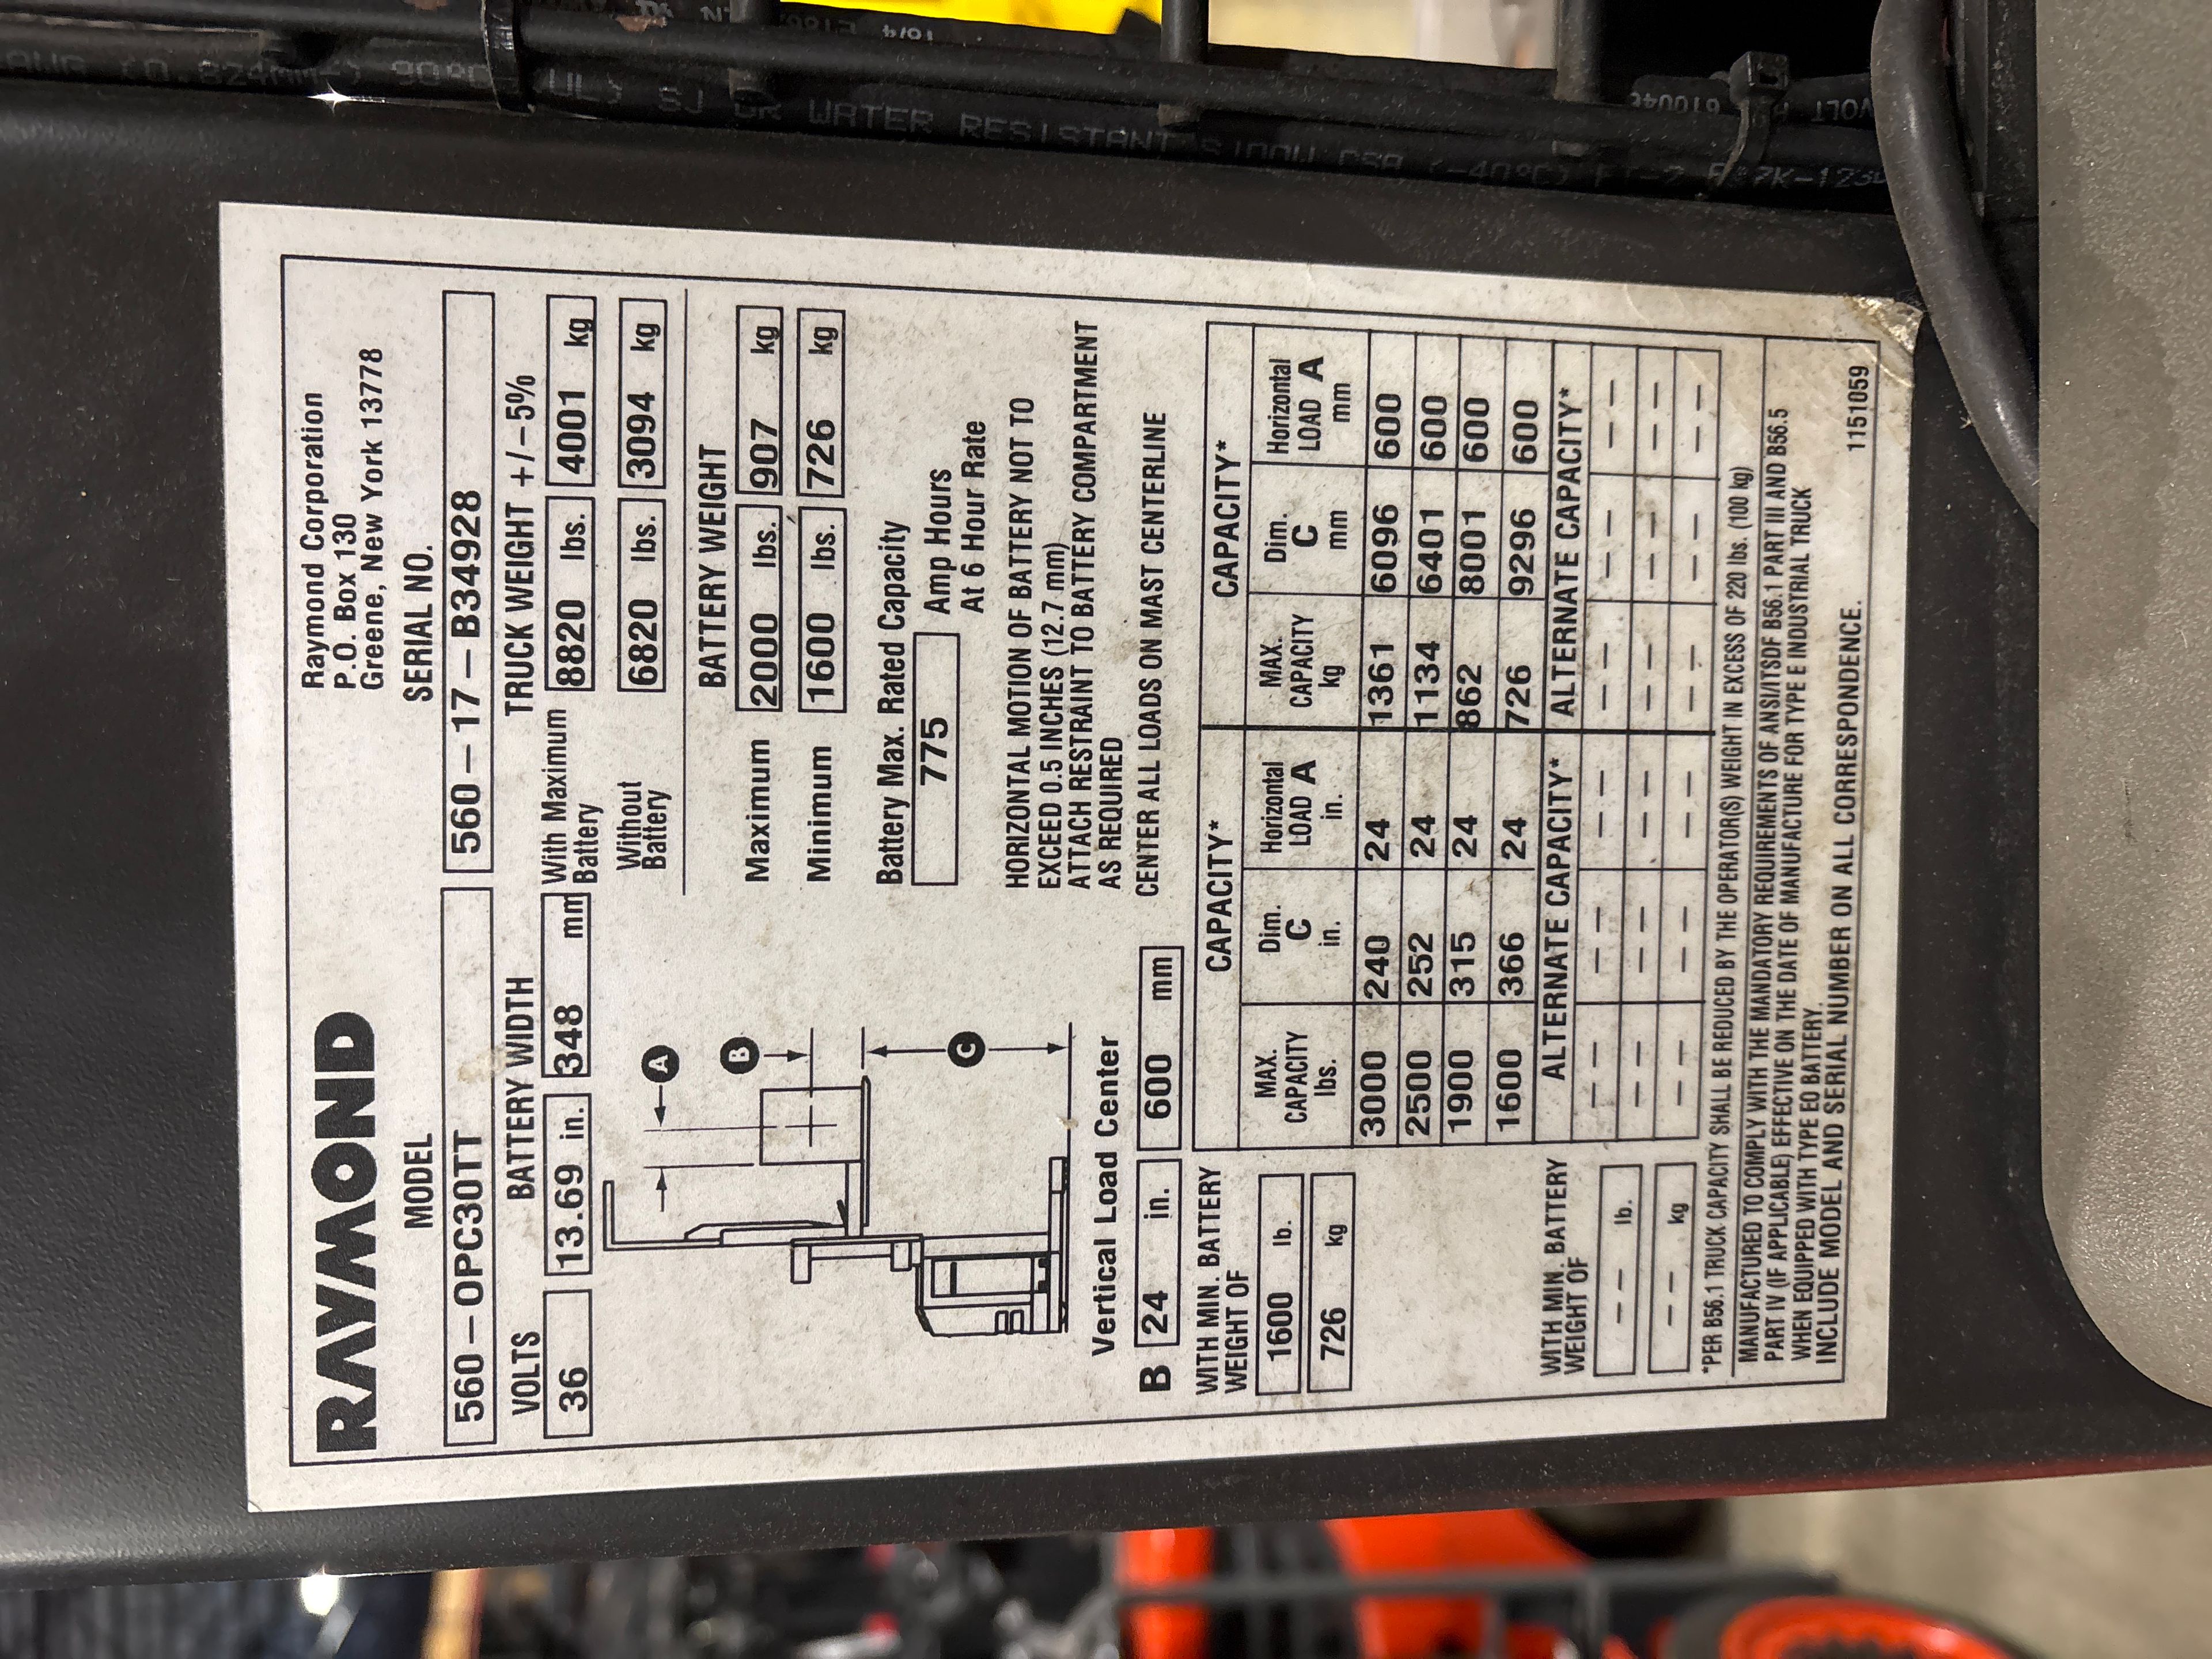 RAYMOND
Raymond Corporation
P.O. Box 130
Greene, New York 13778
MODEL
SERIAL NO.
560-OPC30TT
560-17-B34928
VOLTS
BATTERY WIDTH
TRUCK WEIGHT +/-5%
36
13.69 in.
348 mm
With Maximum
Battery
8820 lbs.
4001 kg
Without
Battery
6820 lbs.
3094 kg
BATTERY WEIGHT
Maximum
2000 lbs.
907 kg
Minimum
1600 lbs.
726 kg
Battery Max. Rated Capacity
775
Amp Hours
At 6 Hour Rate
A
B
C
HORIZONTAL MOTION OF BATTERY NOT TO
EXCEED 0.5 INCHES (12.7 mm)
ATTACH RESTRAINT TO BATTERY COMPARTMENT
AS REQUIRED
CENTER ALL LOADS ON MAST CENTERLINE
Vertical Load Center
B
24 in.
600 mm
WITH MIN. BATTERY
WEIGHT OF
1600 lb.
726 kg
CAPACITY*
CAPACITY*
MAX.
CAPACITY
lbs.
Dim.
C
in.
Horizontal
LOAD A
in.
MAX.
CAPACITY
kg
Dim.
C
mm
Horizontal
LOAD A
mm
3000 240 24 1361 6096 600
2500 252 24 1134 6401 600
1900 315 24 862 8001 600
1600 366 24 726 9296 600
ALTERNATE CAPACITY*
ALTERNATE CAPACITY*
-- -- -- -- -- --
-- -- -- -- -- --
-- -- -- -- -- --
WITH MIN. BATTERY
WEIGHT OF
-- lb.
-- kg
*PER B56.1 TRUCK CAPACITY SHALL BE REDUCED BY THE OPERATOR(S) WEIGHT IN EXCESS OF 220 lbs. (100 kg)
MANUFACTURED TO COMPLY WITH THE MANDATORY REQUIREMENTS OF ANSI/ITSDF B56.1 PART III AND B56.5
PART IV (IF APPLICABLE) EFFECTIVE ON THE DATE OF MANUFACTURE FOR TYPE E INDUSTRIAL TRUCK
WHEN EQUIPPED WITH TYPE EO BATTERY.
INCLUDE MODEL AND SERIAL NUMBER ON ALL CORRESPONDENCE.
1151059
WATER RESISTANT